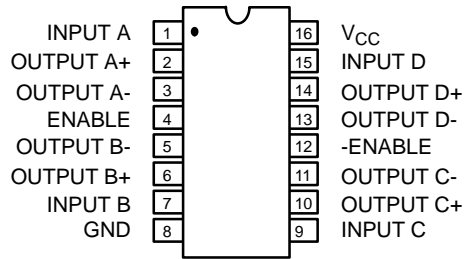 INPUT A 1 16 VCC
OUTPUT A+ 2 15 INPUT D
OUTPUT A- 3 14 OUTPUT D+
ENABLE 4 13 OUTPUT D-
OUTPUT B- 5 12 -ENABLE
OUTPUT B+ 6 11 OUTPUT C-
INPUT B 7 10 OUTPUT C+
GND 8 9 INPUT C